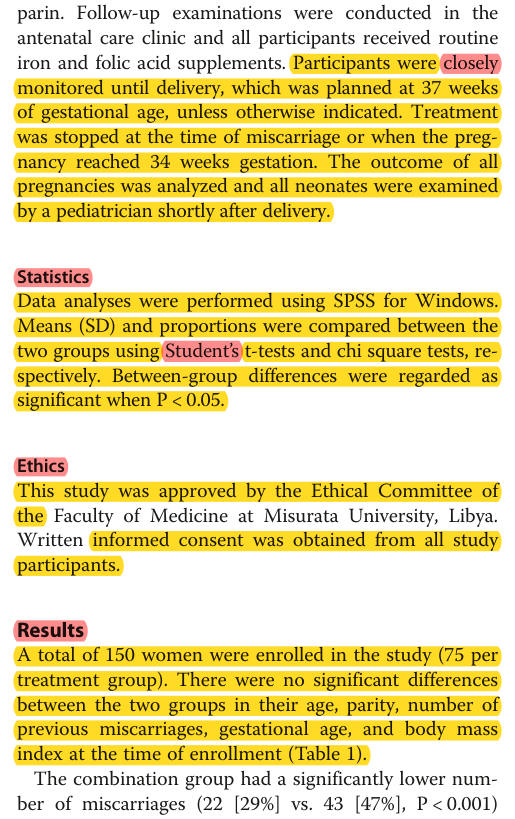 parin. Follow-up examinations were conducted in the
antenatal care clinic and all participants received routine
iron and folic acid supplements. Participants were closely
monitored until delivery, which was planned at 37 weeks
of gestational age, unless otherwise indicated. Treatment
was stopped at the time of miscarriage or when the preg-
nancy reached 34 weeks gestation. The outcome of all
pregnancies was analyzed and all neonates were examined
by a pediatrician shortly after delivery.
Statistics
Data analyses were performed using SPSS for Windows.
Means (SD) and proportions were compared between the
two groups using Student’s t-tests and chi square tests, re-
spectively. Between-group differences were regarded as
significant when P < 0.05.
Ethics
This study was approved by the Ethical Committee of
the Faculty of Medicine at Misurata University, Libya.
Written informed consent was obtained from all study
participants.
Results
A total of 150 women were enrolled in the study (75 per
treatment group). There were no significant differences
between the two groups in their age, parity, number of
previous miscarriages, gestational age, and body mass
index at the time of enrollment (Table 1).
The combination group had a significantly lower num-
ber of miscarriages (22 [29%] vs. 43 [47%], P < 0.001)